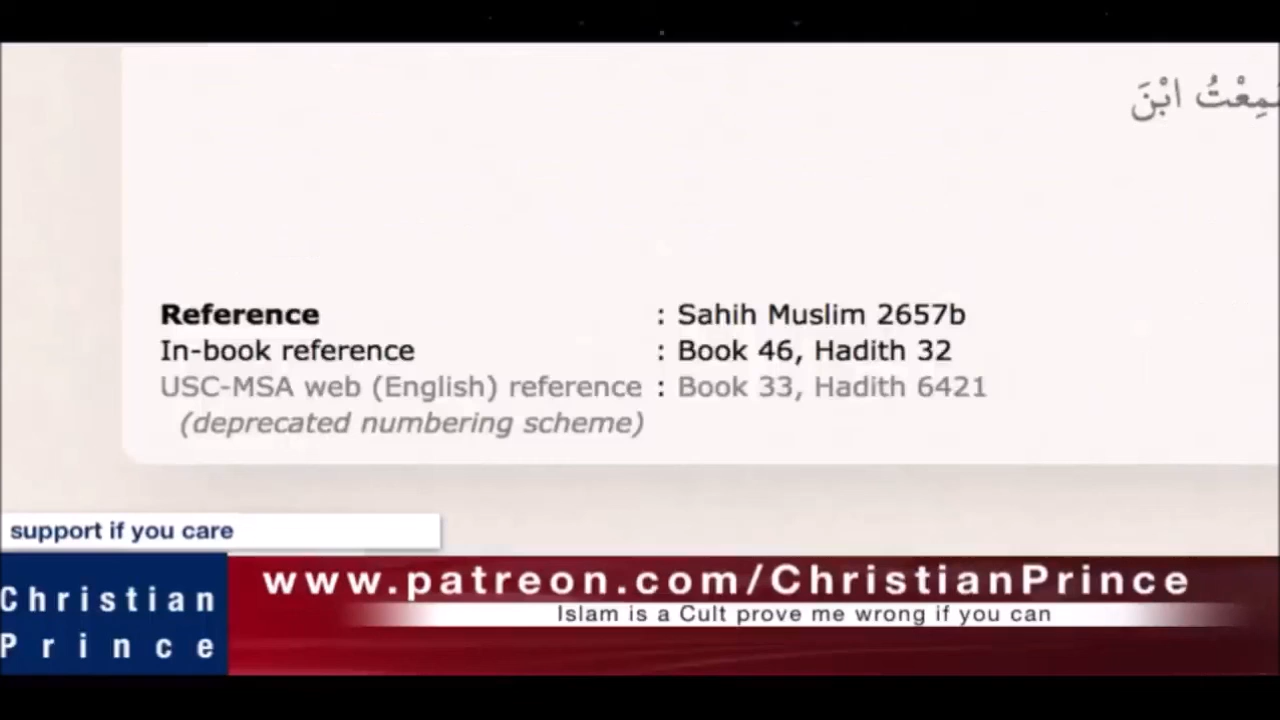 سَمِعْتُ ابْنَ
Reference : Sahih Muslim 2657b
In-book reference : Book 46, Hadith 32
USC-MSA web (English) reference : Book 33, Hadith 6421
(deprecated numbering scheme)
support if you care
Christian
Prince
www.patreon.com/ChristianPrince
Islam is a Cult prove me wrong if you can